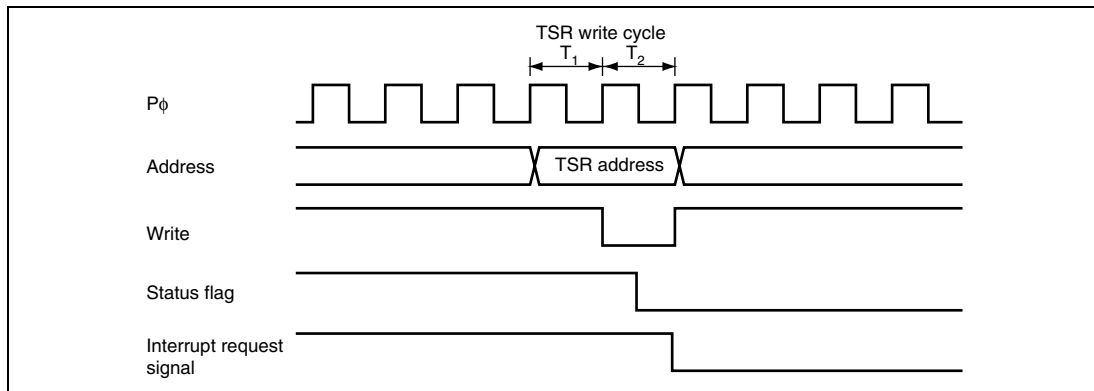 TSR write cycle
T1 T2
Pϕ
Address
TSR address
Write
Status flag
Interrupt request
signal